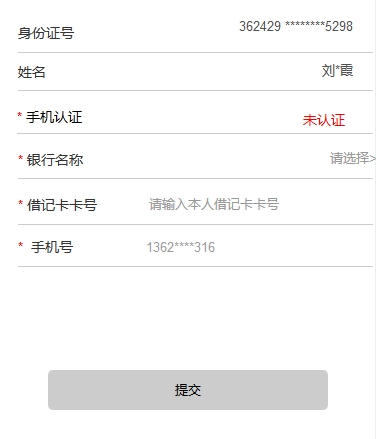 身份证号 362429 ********5298
姓名 刘*霞
* 手机认证 未认证
* 银行名称 请选择>
* 借记卡卡号 请输入本人借记卡卡号
* 手机号 1362****316
提交